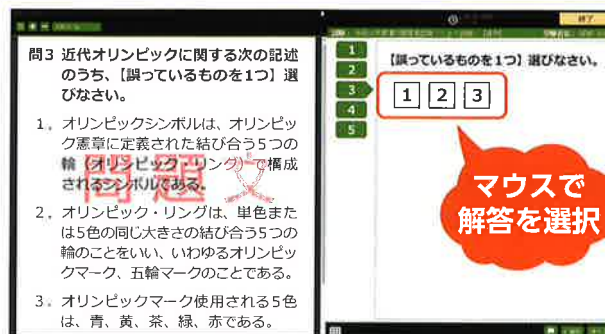 終了
問3 近代オリンピックに関する次の記述
のうち、【誤っているものを1つ】選
びなさい。
1. オリンピックシンボルは、オリンピッ
ク憲章に定義された結び合う5つの
輪（オリンピック・リング）で構成
されるシンボルである。
2. オリンピック・リングは、単色また
は5色の同じ大きさの結び合う5つの
輪のことをいい、いわゆるオリンピッ
クマーク、五輪マークのことである。
3. オリンピックマーク使用される5色
は、青、黄、茶、緑、赤である。
問題文
1
2
3
4
5
【誤っているものを1つ】選びなさい。
1 2 3
マウスで
解答を選択